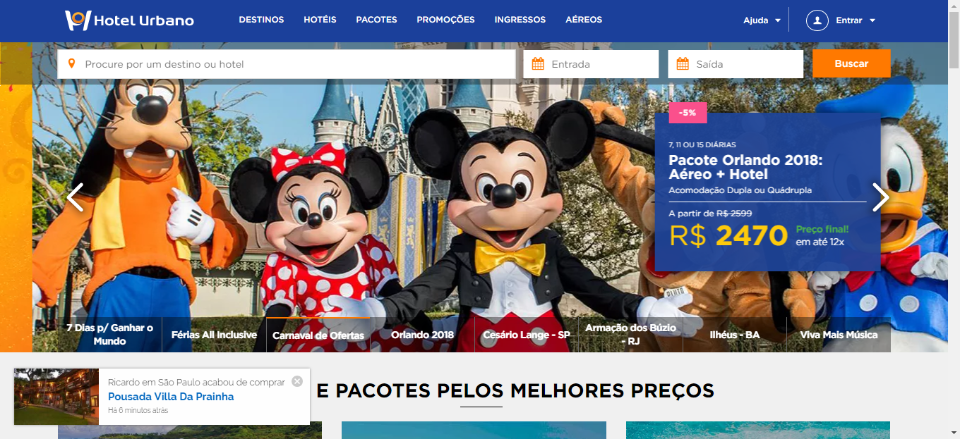 Hotel Urbano
DESTINOS HOTÉIS PACOTES PROMOÇÕES INGRESSOS AÉREOS
Ajuda Entrar
Procure por um destino ou hotel
Entrada
Saída
Buscar
-5%
7, 11 OU 15 DIÁRIAS
Pacote Orlando 2018:
Aéreo + Hotel
Acomodação Dupla ou Quádrupla
A partir de R$ 2599
R$ 2470
Preço final!
em até 12x
7 Dias p/ Ganhar o
Mundo
Férias All Inclusive
Carnaval de Ofertas
Orlando 2018
Cesário Lange - SP
Armação dos Búzio
- RJ
Ilhéus - BA
Viva Mais Música
Ricardo em São Paulo acabou de comprar
Pousada Villa Da Prainha
Há 6 minutos atrás
E PACOTES PELOS MELHORES PREÇOS